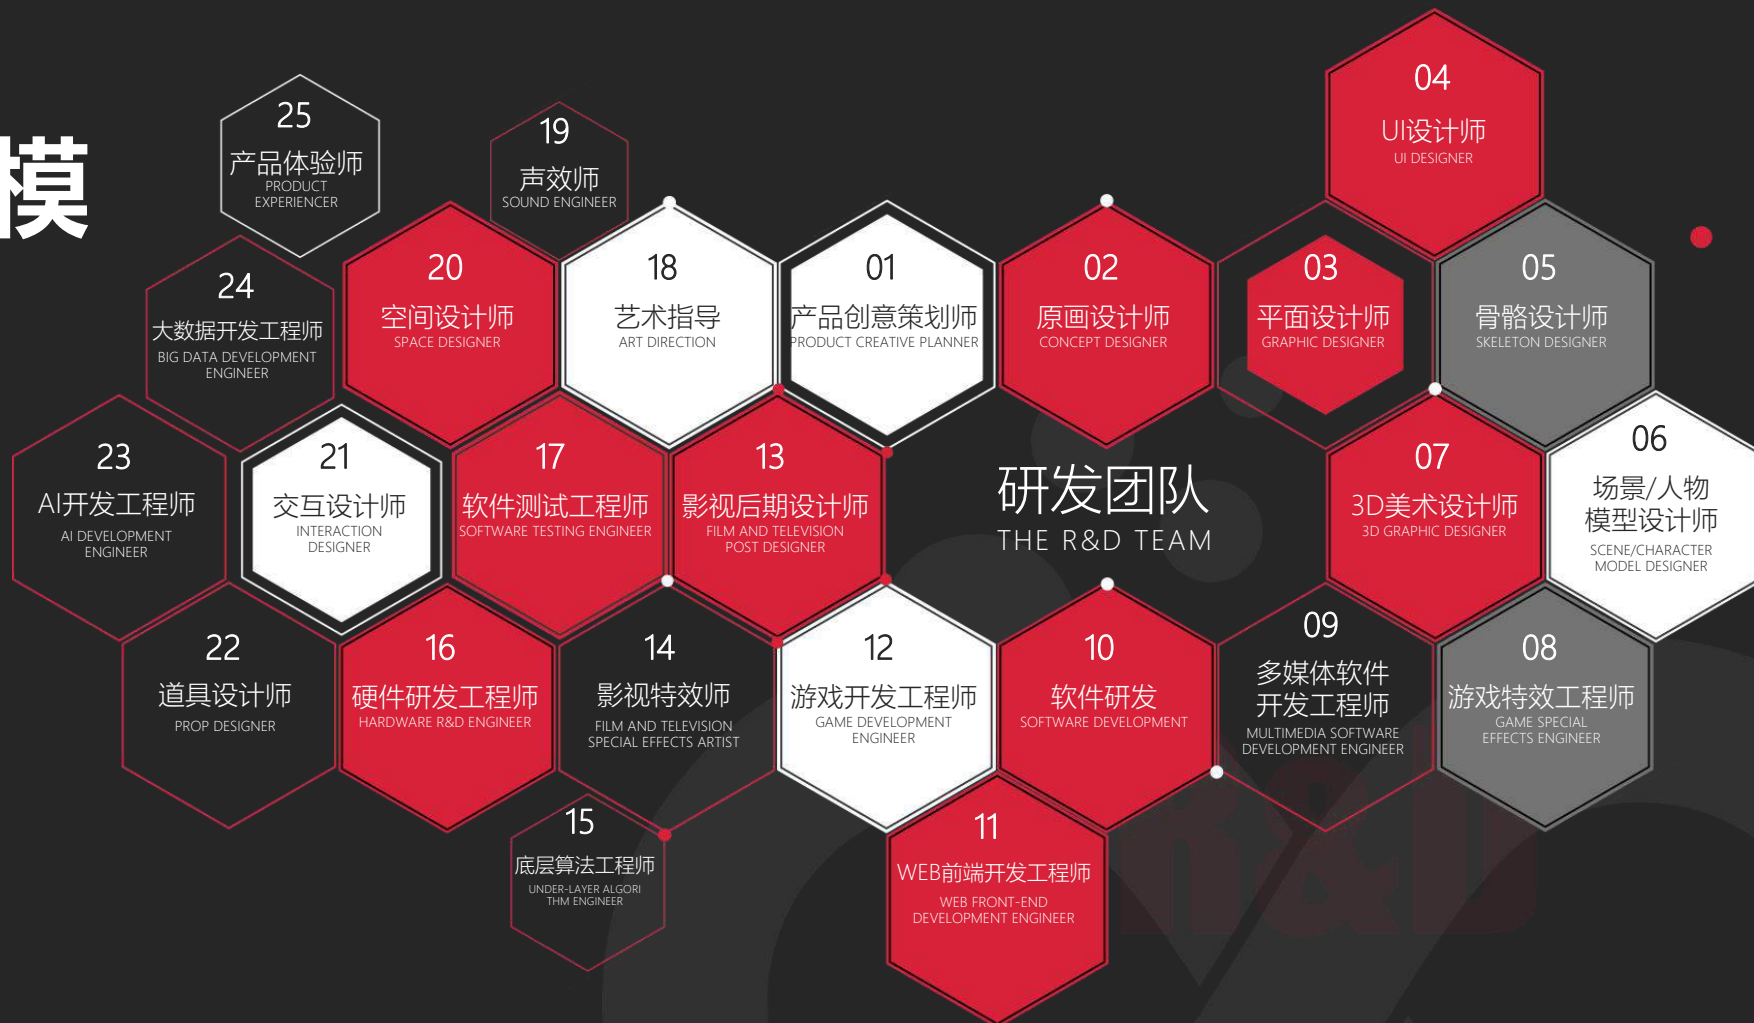 模
25
产品体验师
PRODUCT
EXPERIENCER
19
声效师
SOUND ENGINEER
04
UI设计师
UI DESIGNER
24
大数据开发工程师
BIG DATA DEVELOPMENT
ENGINEER
20
空间设计师
SPACE DESIGNER
18
艺术指导
ART DIRECTION
01
产品创意策划师
PRODUCT CREATIVE PLANNER
02
原画设计师
CONCEPT DESIGNER
03
平面设计师
GRAPHIC DESIGNER
05
骨骼设计师
SKELETON DESIGNER
23
AI开发工程师
AI DEVELOPMENT
ENGINEER
21
交互设计师
INTERACTION
DESIGNER
17
软件测试工程师
SOFTWARE TESTING ENGINEER
13
影视后期设计师
FILM AND TELEVISION
POST DESIGNER
研发团队
THE R&D TEAM
07
3D美术设计师
3D GRAPHIC DESIGNER
06
场景/人物
模型设计师
SCENE/CHARACTER
MODEL DESIGNER
22
道具设计师
PROP DESIGNER
16
硬件研发工程师
HARDWARE R&D ENGINEER
14
影视特效师
FILM AND TELEVISION
SPECIAL EFFECTS ARTIST
12
游戏开发工程师
GAME DEVELOPMENT
ENGINEER
10
软件研发
SOFTWARE DEVELOPMENT
09
多媒体软件
开发工程师
MULTIMEDIA SOFTWARE
DEVELOPMENT ENGINEER
08
游戏特效工程师
GAME SPECIAL
EFFECTS ENGINEER
15
底层算法工程师
UNDER-LAYER ALGORI
THM ENGINEER
11
WEB前端开发工程师
WEB FRONT-END
DEVELOPMENT ENGINEER
R&D